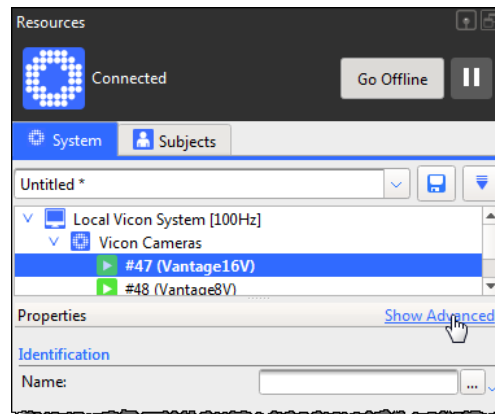 Resources
Connected
Go Offline
System
Subjects
Untitled *
Local Vicon System [100Hz]
Vicon Cameras
#47 (Vantage16V)
#48 (Vantage8V)
Properties
Show Advanced
Identification
Name:
...